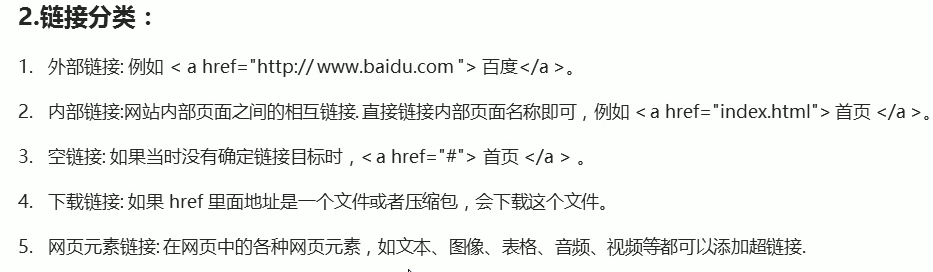 2.链接分类：
1. 外部链接: 例如 < a href="http:// www.baidu.com "> 百度</a >。
2. 内部链接:网站内部页面之间的相互链接. 直接链接内部页面名称即可，例如 < a href="index.html"> 首页 </a >。
3. 空链接: 如果当时没有确定链接目标时，< a href="#"> 首页 </a > 。
4. 下载链接: 如果 href 里面地址是一个文件或者压缩包，会下载这个文件。
5. 网页元素链接: 在网页中的各种网页元素，如文本、图像、表格、音频、视频等都可以添加超链接.